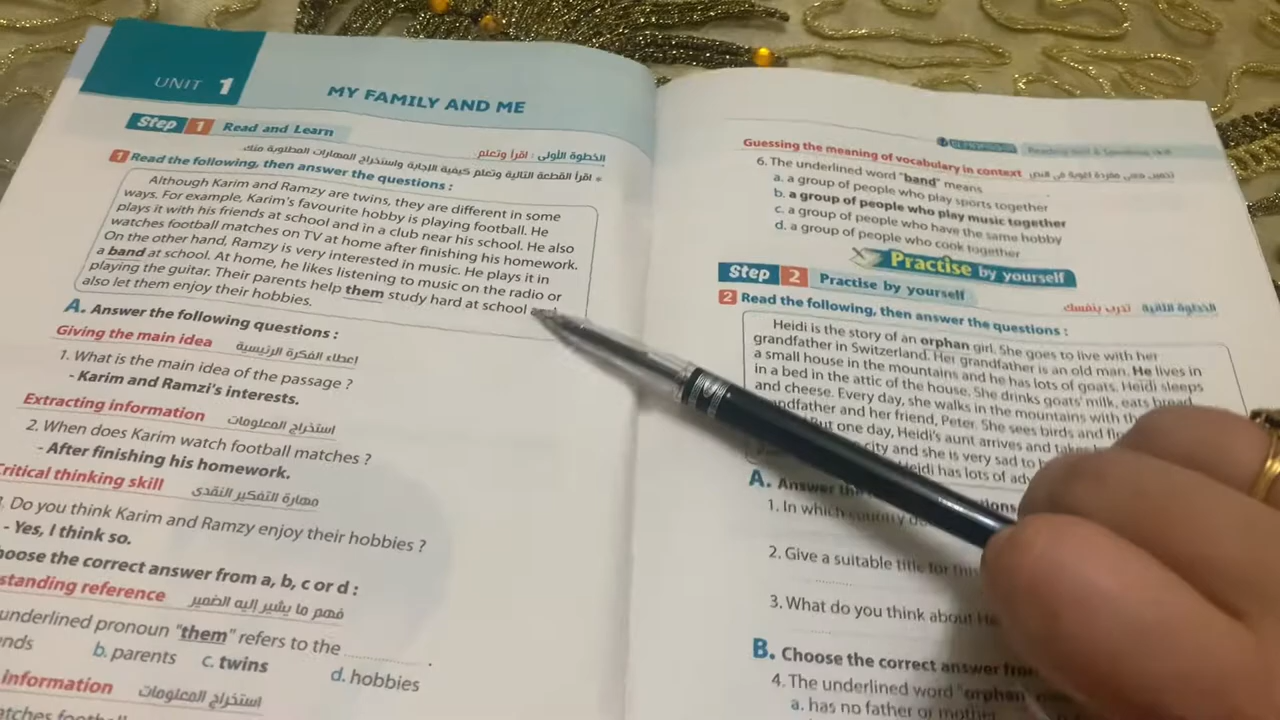 UNIT 1
MY FAMILY AND ME
Step 1 Read and Learn
الخطوة الأولى : اقرأ وتعلم
* اقرأ القطعة التالية وتعلم كيفية الإجابة واستخراج المهارات المطلوبة منك
1 Read the following, then answer the questions :
Although Karim and Ramzy are twins, they are different in some
ways. For example, Karim's favourite hobby is playing football. He
plays it with his friends at school and in a club near his school. He also
watches football matches on TV at home after finishing his homework.
On the other hand, Ramzy is very interested in music. He plays it in
a band at school. At home, he likes listening to music on the radio or
playing the guitar. Their parents help them study hard at school
also let them enjoy their hobbies.
A. Answer the following questions :
Giving the main idea إعطاء الفكرة الرئيسية
1. What is the main idea of the passage ?
- Karim and Ramzi's interests.
Extracting information استخراج المعلومات
2. When does Karim watch football matches ?
- After finishing his homework.
Critical thinking skill مهارة التفكير النقدى
Do you think Karim and Ramzy enjoy their hobbies ?
- Yes, I think so.
the correct answer from a, b, c or d :
reference فهم ما يشير إليه الضمير
underlined pronoun "them" refers to the .
b. parents c. twins d. hobbies
information استخراج المعلومات
Reading
Guessing the meaning of vocabulary in context
6. The underlined word "band" means
a. a group of people who play sports together
b. a group of people who play music together
c. a group of people who have the same hobby
d. a group of people who cook together
Practise by yourself
Step 2 Practise by yourself
الخطوة الثانية تدرب بنفسك
2 Read the following, then answer the questions :
Heidi is the story of an orphan girl. She goes to live with her
grandfather in Switzerland. Her grandfather is an old man. He lives in
a small house in the mountains and he has lots of goats. Heidi sleeps
in a bed in the attic of the house. She drinks goats' milk, eats bread
and cheese. Every day, she walks in the mountains with
and her friend, Peter. She sees birds and
But one day, Heidi's aunt arrives and
city and she is very sad to
Heidi has lots of
A. Answer
1. In which country
2. Give a suitable title for
3. What do you think about
B. Choose the correct answer
4. The underlined word "orphan"
a. has no father or mother